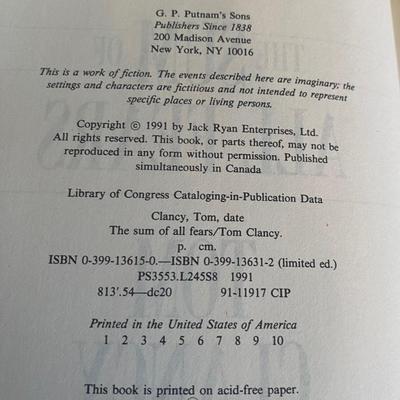 G. P. Putnam's Sons
Publishers Since 1838
200 Madison Avenue
New York, NY 10016
This is a work of fiction. The events described here are imaginary; the
settings and characters are fictitious and not intended to represent
specific places or living persons.
Copyright © 1991 by Jack Ryan Enterprises, Ltd.
All rights reserved. This book, or parts thereof, may not be
reproduced in any form without permission. Published
simultaneously in Canada
Library of Congress Cataloging-in-Publication Data
Clancy, Tom, date
The sum of all fears/Tom Clancy.
p. cm.
ISBN 0-399-13615-0.—ISBN 0-399-13631-2 (limited ed.)
PS3553.L245S8 1991
813'.54—dc20 91-11917 CIP
Printed in the United States of America
1 2 3 4 5 6 7 8 9 10
This book is printed on acid-free paper.